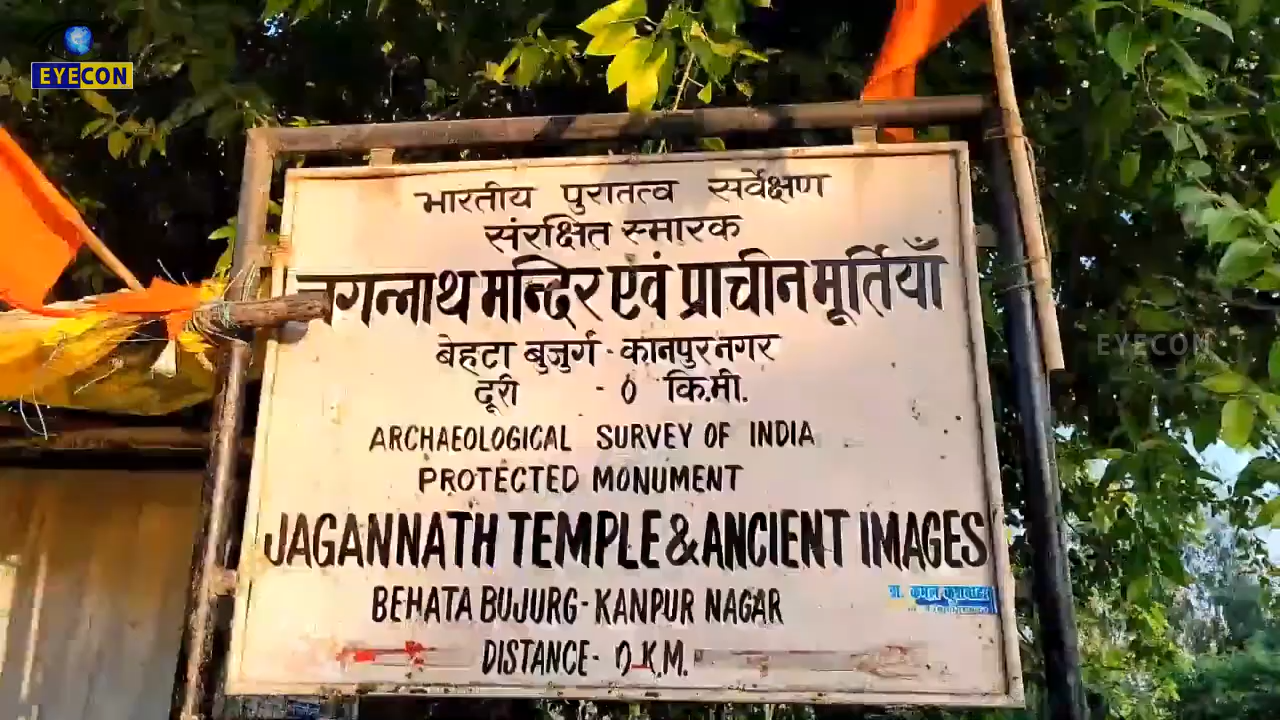 EYECON
भारतीय पुरातत्व सर्वेक्षण
संरक्षित स्मारक
जगन्नाथ मन्दिर एवं प्राचीन मूर्तियाँ
बेहटा बुजुर्ग - कानपुर नगर
दूरी - 0 कि.मी.
EYECON
ARCHAEOLOGICAL SURVEY OF INDIA
PROTECTED MONUMENT
JAGANNATH TEMPLE & ANCIENT IMAGES
BEHATA BUJURG - KANPUR NAGAR
DISTANCE - 0 K.M.